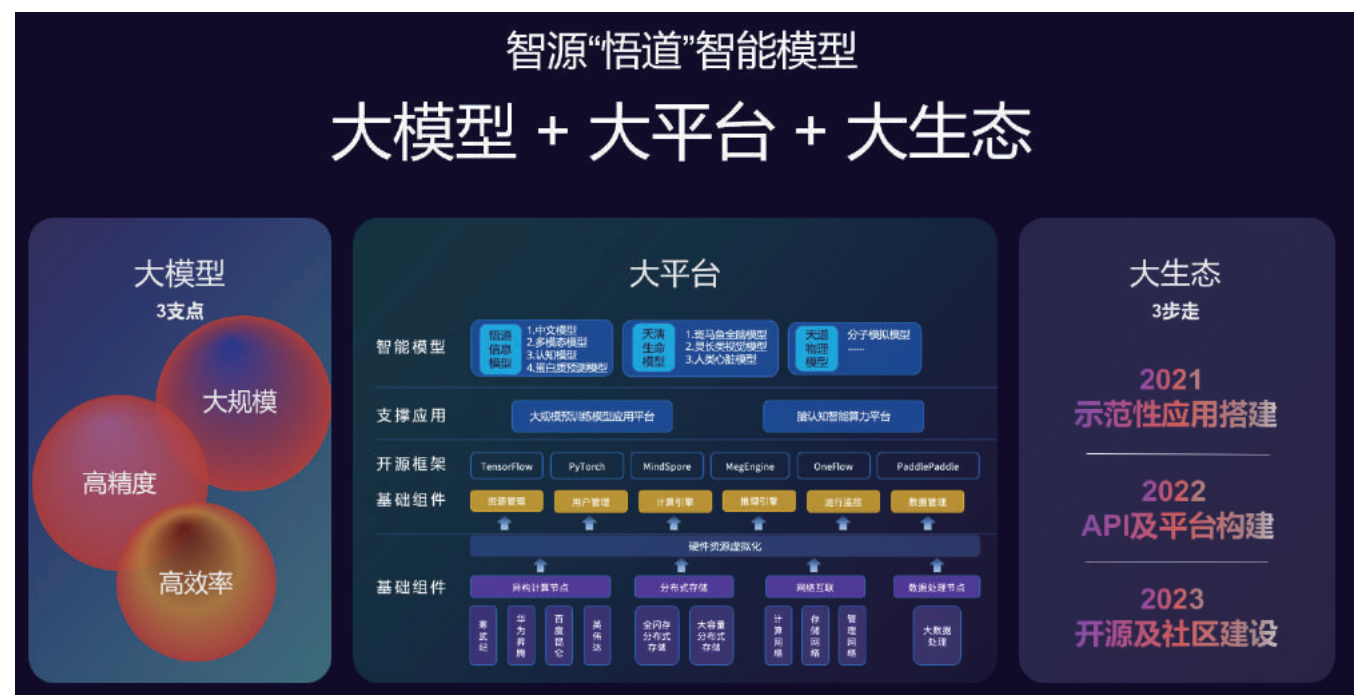 智源“悟道”智能模型
大模型 + 大平台 + 大生态
大模型
3支点
大规模
高精度
高效率
大平台
智能模型
悟道
信息
模型
1.中文模型
2.多模态模型
3.认知模型
4.蛋白质预测模型
天演
生命
模型
1.斑马鱼全脑模型
2.灵长类视觉模型
3.人类心脏模型
天道
物理
模型
分子模拟模型
......
支撑应用
大规模预训练模型应用平台
脑认知智能算力平台
开源框架
TensorFlow
PyTorch
MindSpore
MegEngine
OneFlow
PaddlePaddle
基础组件
资源管理
用户管理
计算引擎
推理引擎
运行监控
数据管理
硬件资源虚拟化
基础组件
异构计算节点
分布式存储
网络互联
数据处理节点
寒武纪
华为昇腾
百度昆仑
英伟达
全闪存
分布式
存储
大容量
分布式
存储
计算网络
存储网络
管理网络
大数据
处理
大生态
3步走
2021
示范性应用搭建
2022
API及平台构建
2023
开源及社区建设